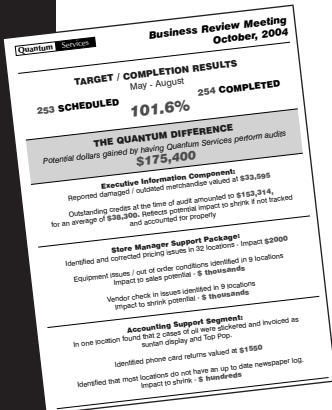 Quantum Services
Business Review Meeting
October, 2004
TARGET / COMPLETION RESULTS
May - August
253 SCHEDULED 101.6% 254 COMPLETED
THE QUANTUM DIFFERENCE
Potential dollars gained by having Quantum Services perform audits
$175,400
Executive Information Component:
Reported damaged / outdated merchandise valued at $33,595
Outstanding credits at the time of audit amounted to $153,314,
for an average of $38,300. Reflects potential impact to shrink if not tracked
and accounted for properly
Store Manager Support Package:
Identified and corrected pricing issues in 32 locations - Impact $2000
Equipment issues / out of order conditions identified in 9 locations
Impact to sales potential - $ thousands
Vendor check in issues identified in 9 locations
Impact to shrink potential - $ thousands
Accounting Support Segment:
In one location found that 2 cases of oil were stickered and invoiced as
suntan display and Top Pop.
Identified phone card returns valued at $1550
Identified that most locations do not have an up to date newspaper log.
Impact to shrink - $ hundreds